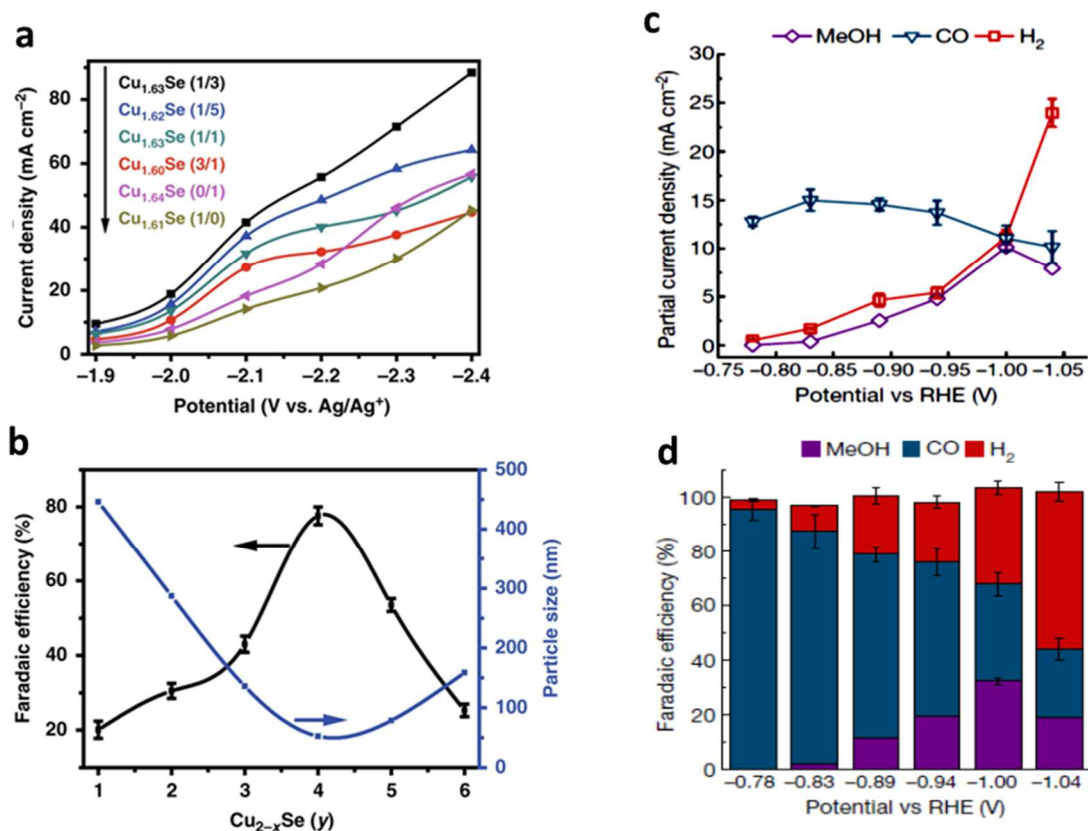 a
Current density (mA cm⁻²)
80
60
40
20
0
Cu₁.₆₃Se (1/3)
Cu₁.₆₂Se (1/5)
Cu₁.₆₃Se (1/1)
Cu₁.₆₀Se (3/1)
Cu₁.₆₄Se (0/1)
Cu₁.₆₁Se (1/0)
−1.9 −2.0 −2.1 −2.2 −2.3 −2.4
Potential (V vs. Ag/Ag⁺)
b
Faradaic efficiency (%)
80
60
40
20
500
400
300
200
100
0
Particle size (nm)
1 2 3 4 5 6
Cu₂₋ₓSe (y)
c
MeOH CO H₂
Partial current density (mA cm⁻²)
30
25
20
15
10
5
0
−0.75 −0.80 −0.85 −0.90 −0.95 −1.00 −1.05
Potential vs RHE (V)
d
MeOH CO H₂
Faradaic efficiency (%)
100
80
60
40
20
0
−0.78 −0.83 −0.89 −0.94 −1.00 −1.04
Potential vs RHE (V)